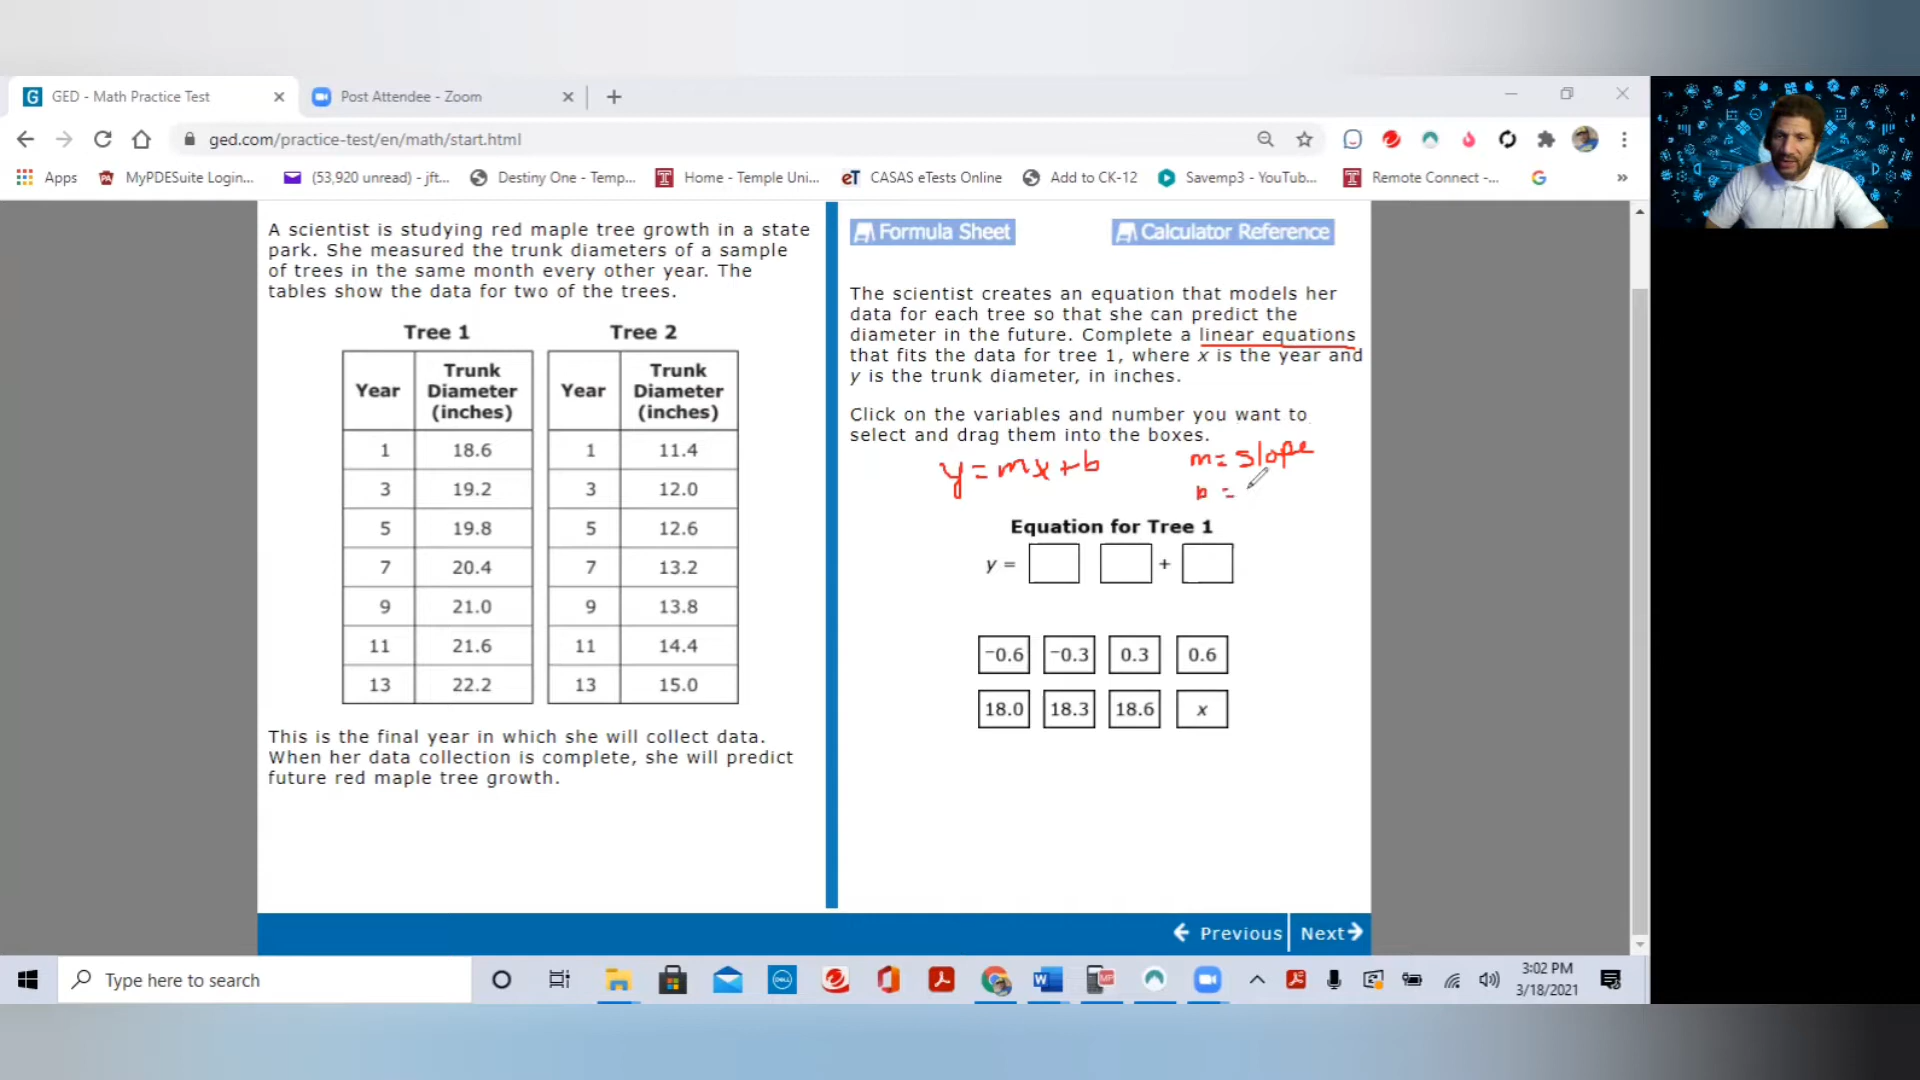 GED - Math Practice Test
Post Attendee - Zoom
ged.com/practice-test/en/math/start.html
Apps MyPDESuite Login... (53,920 unread) - jft... Destiny One - Temp... Home - Temple Uni... eT CASAS eTests Online Add to CK-12 Savemp3 - YouTub... Remote Connect -... »
A scientist is studying red maple tree growth in a state
park. She measured the trunk diameters of a sample
of trees in the same month every other year. The
tables show the data for two of the trees.
Tree 1 Tree 2
Year Trunk Diameter (inches) Year Trunk Diameter (inches)
1 18.6 1 11.4
3 19.2 3 12.0
5 19.8 5 12.6
7 20.4 7 13.2
9 21.0 9 13.8
11 21.6 11 14.4
13 22.2 13 15.0
This is the final year in which she will collect data.
When her data collection is complete, she will predict
future red maple tree growth.
Formula Sheet Calculator Reference
The scientist creates an equation that models her
data for each tree so that she can predict the
diameter in the future. Complete a linear equations
that fits the data for tree 1, where x is the year and
y is the trunk diameter, in inches.
Click on the variables and number you want to
select and drag them into the boxes.
y = mx + b
m = slope
b =
Equation for Tree 1
y = +
-0.6 -0.3 0.3 0.6
18.0 18.3 18.6 x
Previous Next
Type here to search
3:02 PM
3/18/2021